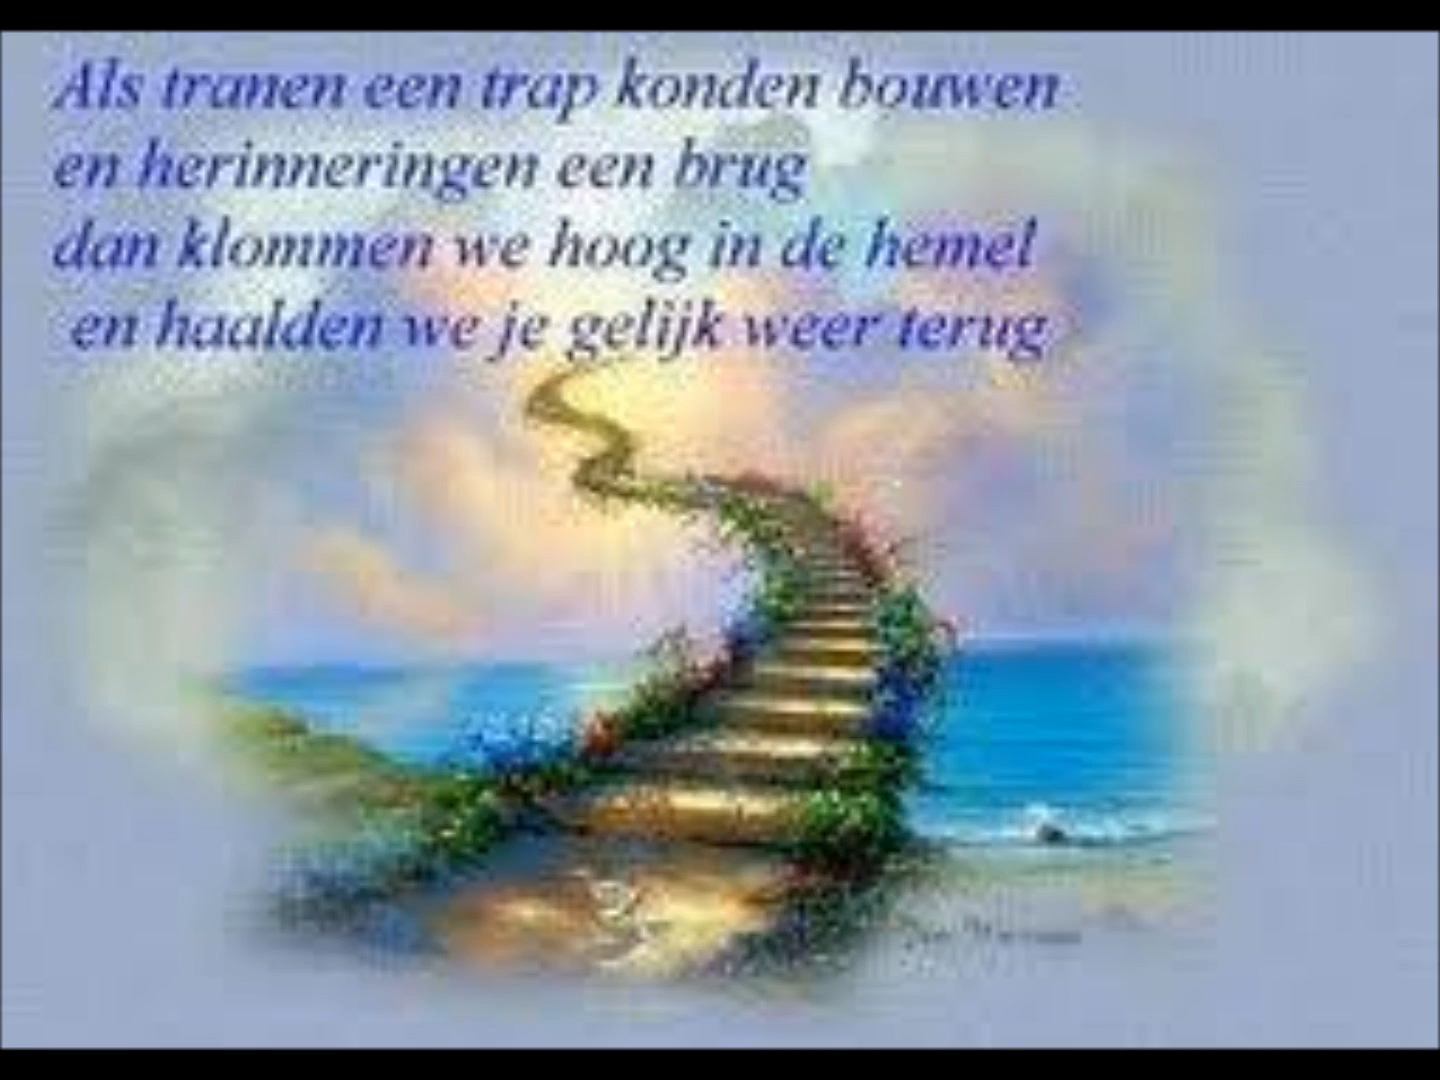 Als tranen een trap konden bouwen
en herinneringen een brug
dan klommen we hoog in de hemel
en haalden we je gelijk weer terug